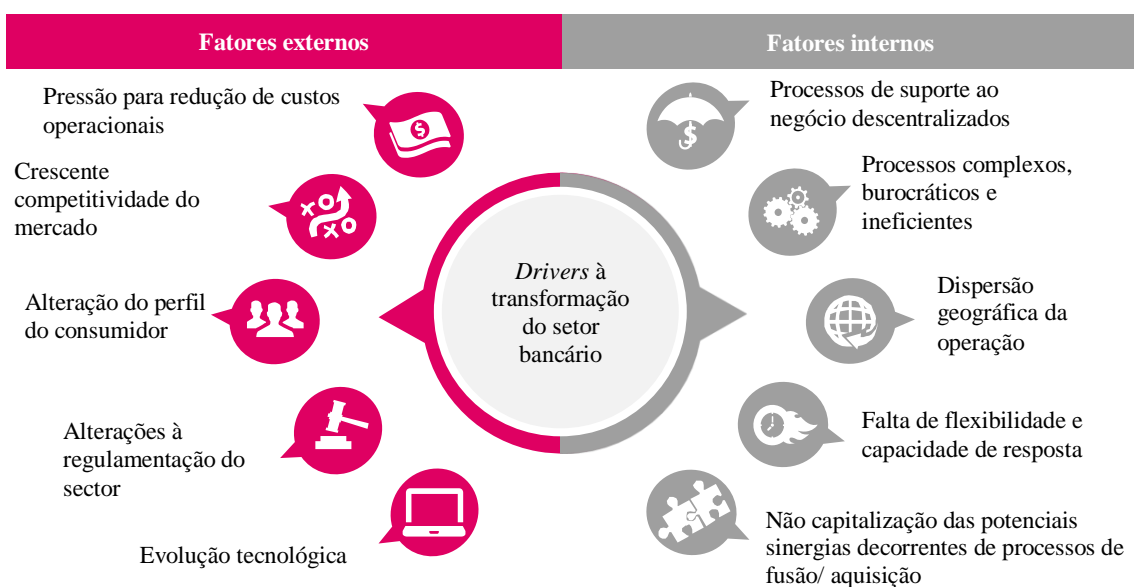 Fatores externos
Fatores internos
Pressão para redução de custos
operacionais
Crescente
competitividade do
mercado
Alteração do perfil
do consumidor
Alterações à
regulamentação do
sector
Evolução tecnológica
Drivers à
transformação
do setor
bancário
Processos de suporte ao
negócio descentralizados
Processos complexos,
burocráticos e
ineficientes
Dispersão
geográfica da
operação
Falta de flexibilidade e
capacidade de resposta
Não capitalização das potenciais
sinergias decorrentes de processos de
fusão/ aquisição